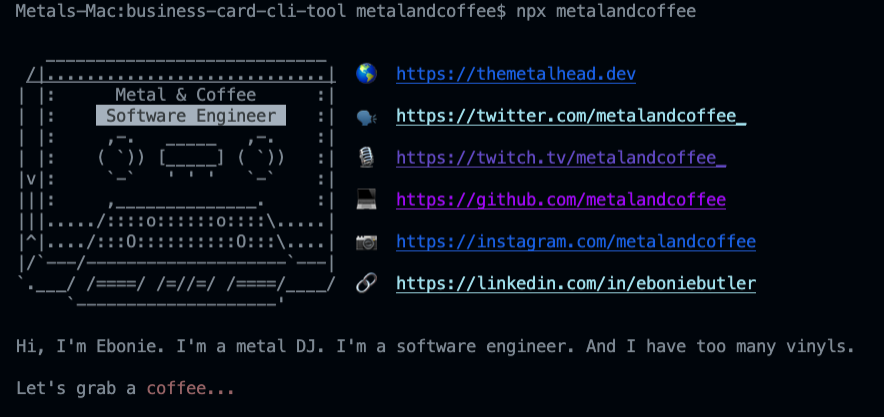 Metals-Mac:business-card-cli-tool metalandcoffee$ npx metalandcoffee
Metal & Coffee
Software Engineer
https://themetalhead.dev
https://twitter.com/metalandcoffee_
https://twitch.tv/metalandcoffee_
https://github.com/metalandcoffee
https://instagram.com/metalandcoffee
https://linkedin.com/in/eboniebutler
Hi, I'm Ebonie. I'm a metal DJ. I'm a software engineer. And I have too many vinyls.
Let's grab a coffee...